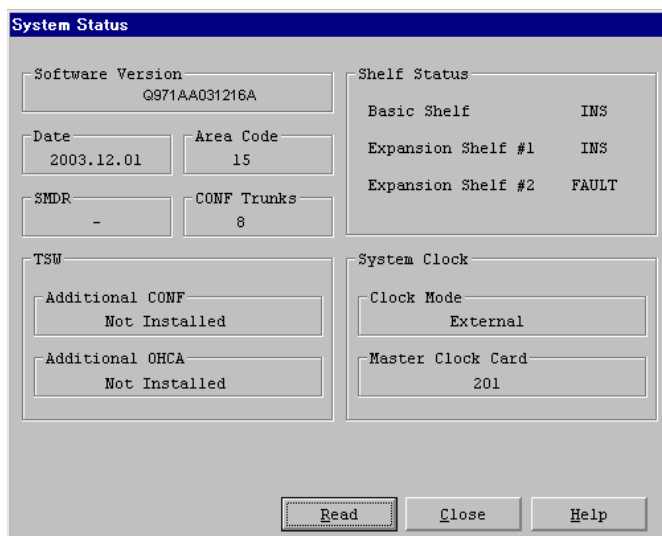 System Status
Software Version
Q971AA031216A
Date
2003.12.01
Area Code
15
SMDR
-
CONF Trunks
8
Shelf Status
Basic Shelf INS
Expansion Shelf #1 INS
Expansion Shelf #2 FAULT
TSW
Additional CONF
Not Installed
Additional OHCA
Not Installed
System Clock
Clock Mode
External
Master Clock Card
201
Read Close Help